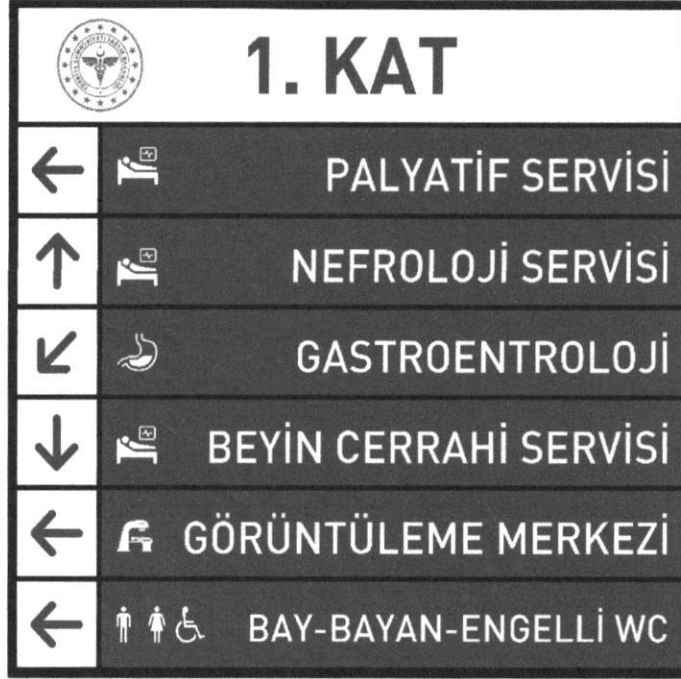 1. KAT
PALYATİF SERVİSİ
NEFROLOJİ SERVİSİ
GASTROENTROLOJİ
BEYİN CERRAHİ SERVİSİ
GÖRÜNTÜLEME MERKEZİ
BAY-BAYAN-ENGELLİ WC